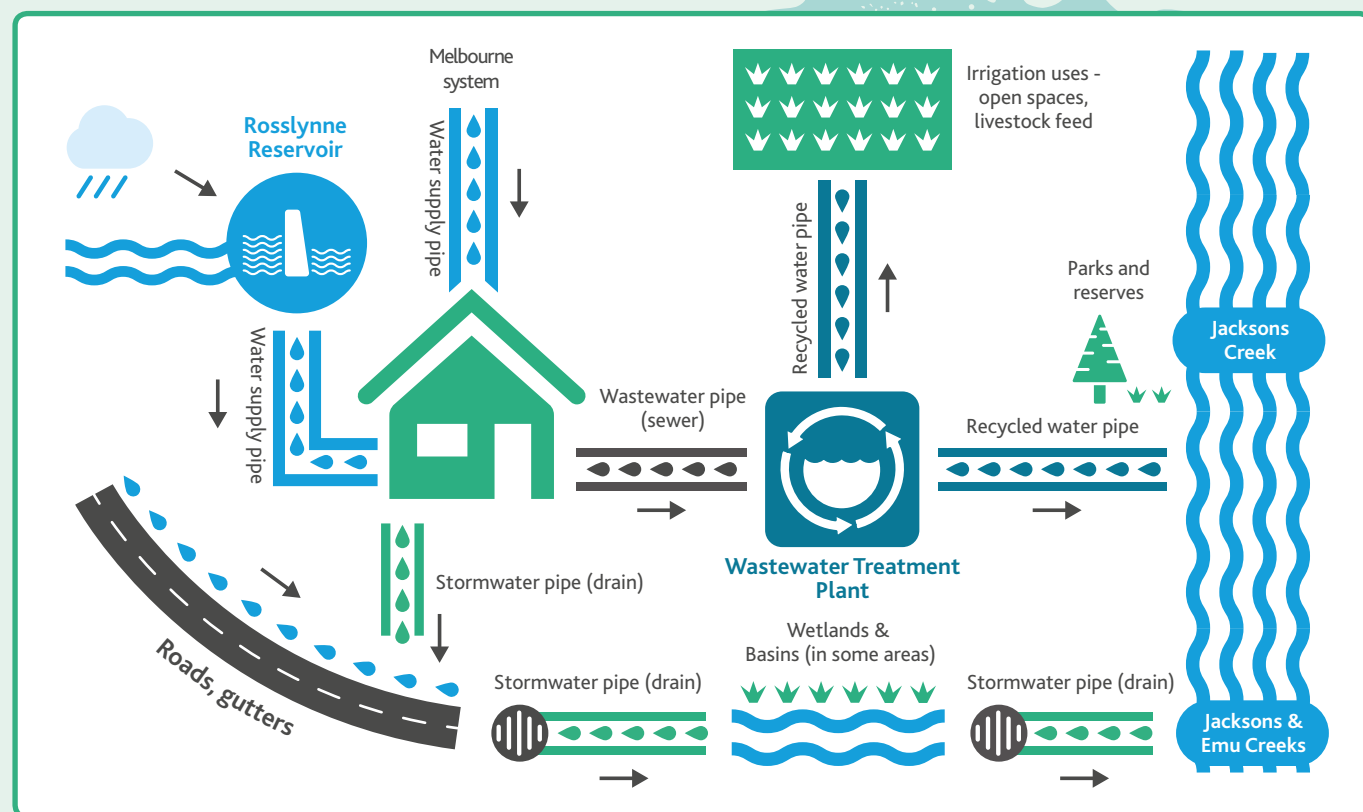 Melbourne
system
Rosslynne
Reservoir
Water supply pipe
Water supply pipe
Irrigation uses -
open spaces,
livestock feed
Recycled water pipe
Parks and
reserves
Jacksons
Creek
Wastewater pipe
(sewer)
Recycled water pipe
Wastewater Treatment
Plant
Stormwater pipe (drain)
Roads, gutters
Wetlands &
Basins (in some areas)
Stormwater pipe (drain)
Stormwater pipe (drain)
Jacksons &
Emu Creeks